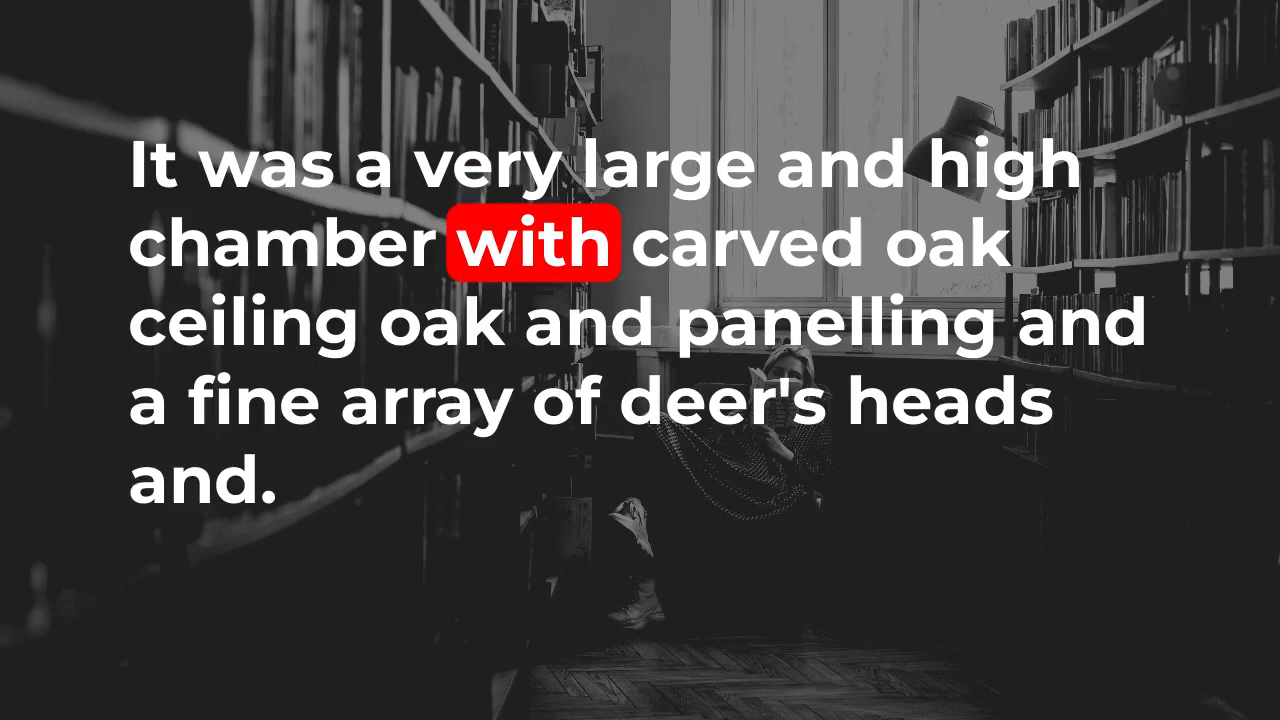 It was a very large and high
chamber with carved oak
ceiling oak and panelling and
a fine array of deer's heads
and.